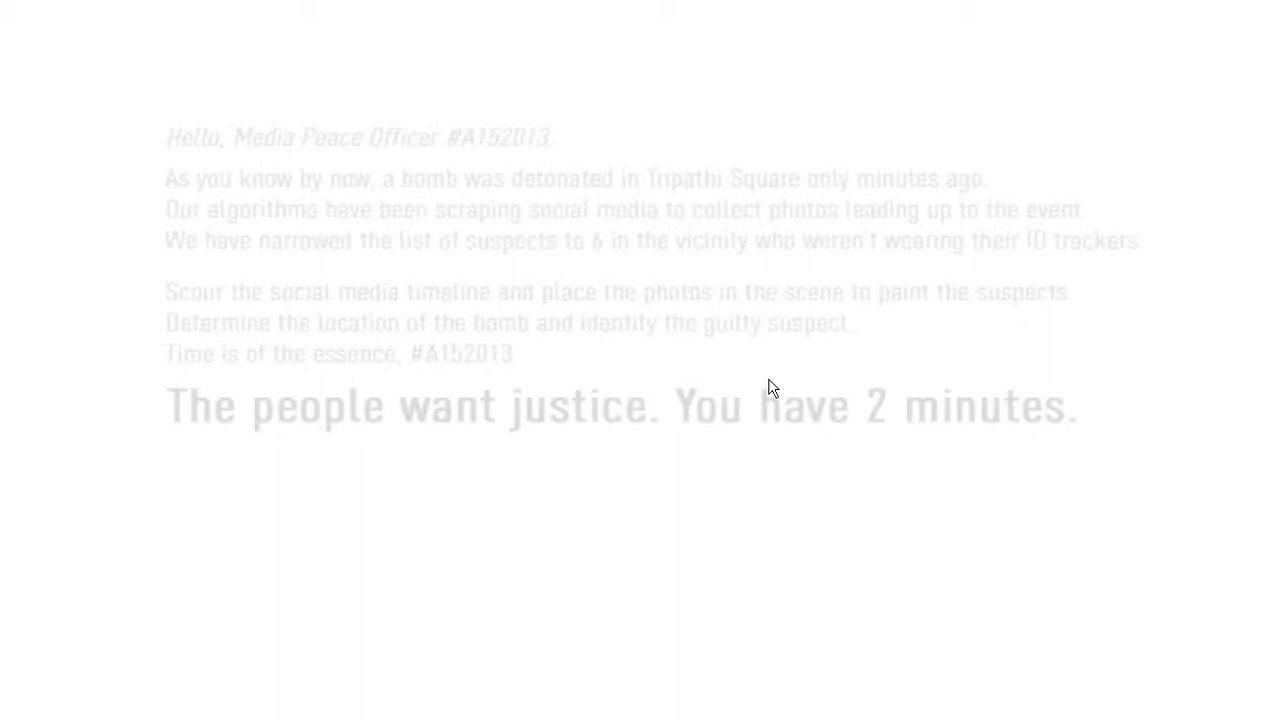 Hello, Media Peace Officer #A152013.
As you know by now, a bomb was detonated in Tripathi Square only minutes ago.
Our algorithms have been scraping social media to collect photos leading up to the event.
We have narrowed the list of suspects to 6 in the vicinity who weren't wearing their ID trackers
Scour the social media timeline and place the photos in the scene to paint the suspects
Determine the location of the bomb and identify the guilty suspect.
Time is of the essence, #A152013
The people want justice. You have 2 minutes.